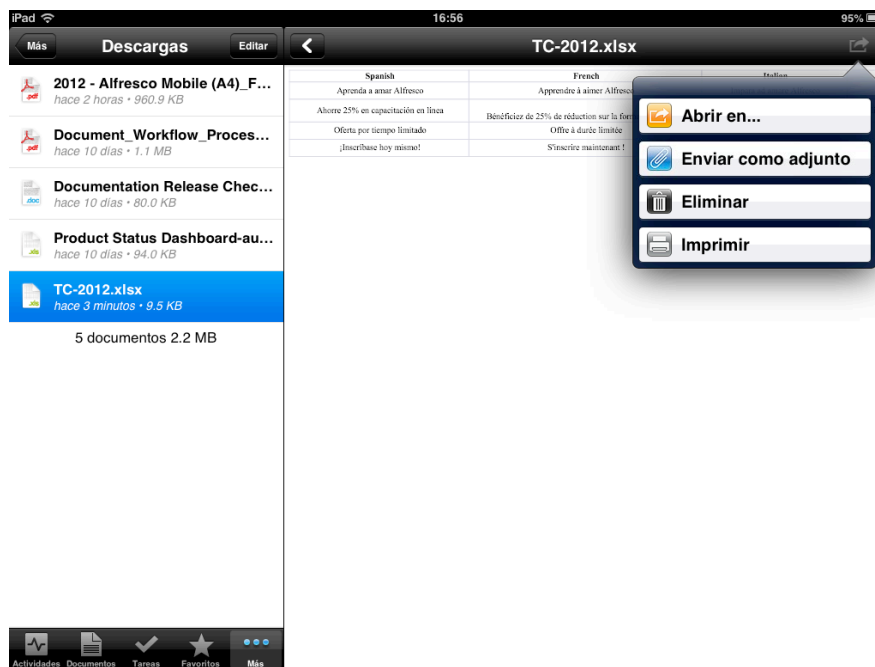 iPad
16:56
95%
Más
Descargas
Editar
TC-2012.xlsx
2012 - Alfresco Mobile (A4)_F...
hace 2 horas • 960.9 KB
Document_Workflow_Proces...
hace 10 días • 1.1 MB
Documentation Release Chec...
hace 10 días • 80.0 KB
Product Status Dashboard-au...
hace 10 días • 94.0 KB
TC-2012.xlsx
hace 3 minutos • 9.5 KB
5 documentos 2.2 MB
Spanish French Italian
Aprenda a amar Alfresco Apprendre à aimer Alfresco
Ahorre 25% en capacitación en línea Bénéficiez de 25% de réduction sur la
Oferta por tiempo limitado Offre à durée limitée
¡Inscríbase hoy mismo! S'inscrire maintenant !
Abrir en...
Enviar como adjunto
Eliminar
Imprimir
Actividades Documentos Tareas Favoritos Más